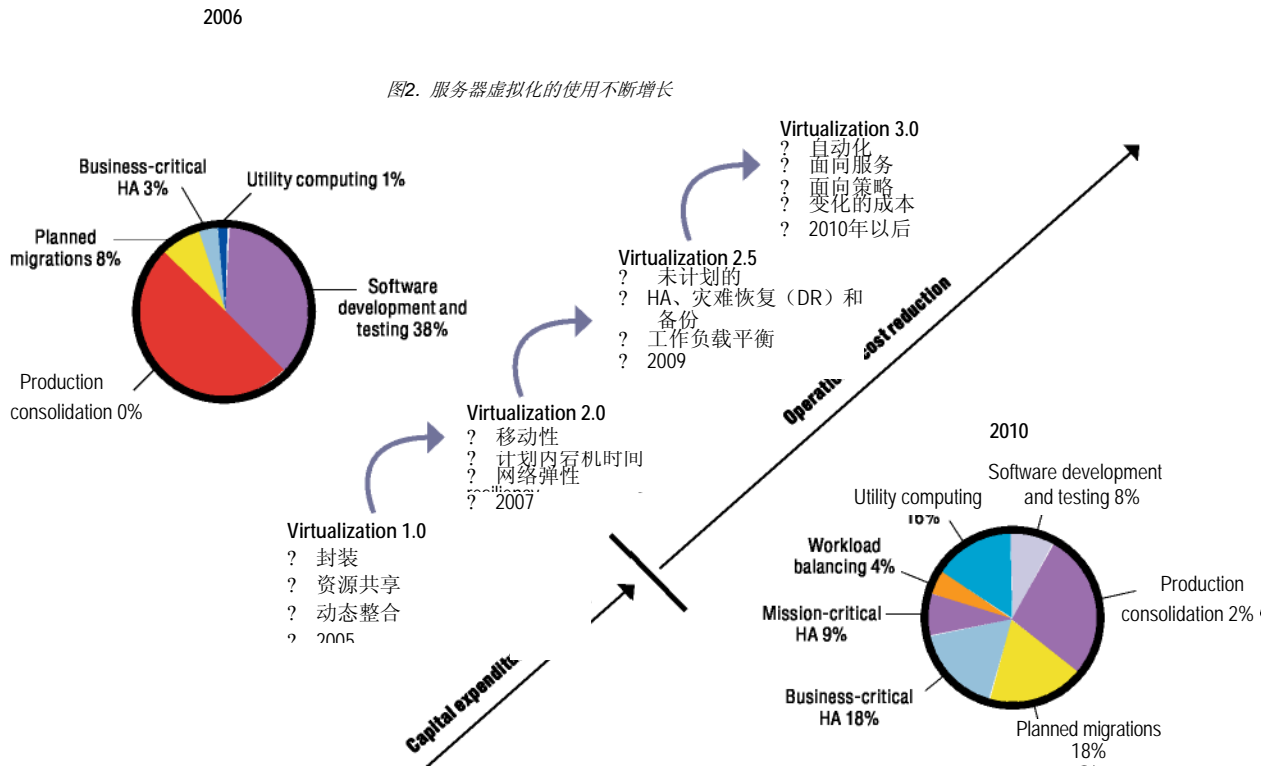 2006
图2. 服务器虚拟化的使用不断增长
Business-critical
HA 3%
Utility computing 1%
Planned
migrations 8%
Software
development and
testing 38%
Production
consolidation 0%
Virtualization 3.0
? 自动化
? 面向服务
? 面向策略
? 变化的成本
? 2010年以后
Virtualization 2.5
? 未计划的
? HA、灾难恢复（DR）和
备份
? 工作负载平衡
? 2009
Virtualization 2.0
? 移动性
? 计划内宕机时间
? 网络弹性
? 2007
Virtualization 1.0
? 封装
? 资源共享
? 动态整合
? 2005
Capital
cost reduction
2010
Software development
and testing 8%
Utility computing
16%
Workload
balancing 4%
Mission-critical
HA 9%
Business-critical
HA 18%
Production
consolidation 2%
Planned migrations
18%